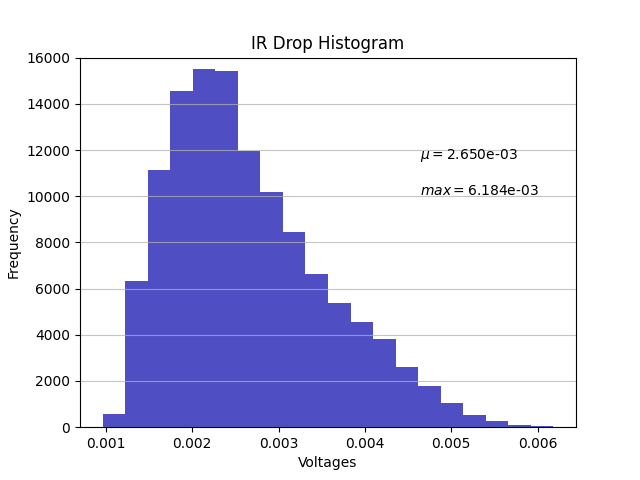 IR Drop Histogram
16000
14000
12000
10000
8000
6000
4000
2000
0
Frequency
μ = 2.650e-03
max = 6.184e-03
0.001 0.002 0.003 0.004 0.005 0.006
Voltages